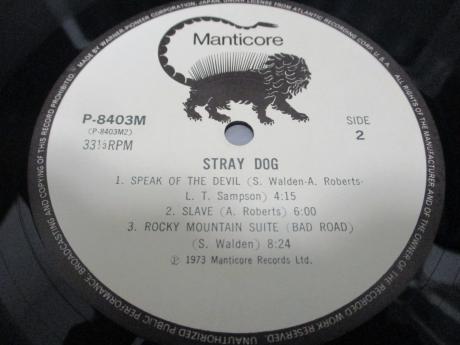 Manticore
P-8403M
(P-8403M2)
33⅓RPM
SIDE
2
STRAY DOG
1. SPEAK OF THE DEVIL (S. Walden-A. Roberts-
L. T. Sampson) 4:15
2. SLAVE (A. Roberts) 6:00
3. ROCKY MOUNTAIN SUITE (BAD ROAD)
(S. Walden) 8:24
Ⓟ 1973 Manticore Records Ltd.
MADE BY WARNER-PIONEER CORPORATION, TOKYO, JAPAN UNDER LICENSE FROM ATLANTIC RECORDING CORP. U.S.A.
ALL RIGHTS OF THE MANUFACTURER AND OF THE OWNER OF THE RECORDED WORK RESERVED. UNAUTHORIZED PUBLIC PERFORMANCE, BROADCASTING AND COPYING OF THIS RECORD PROHIBITED.